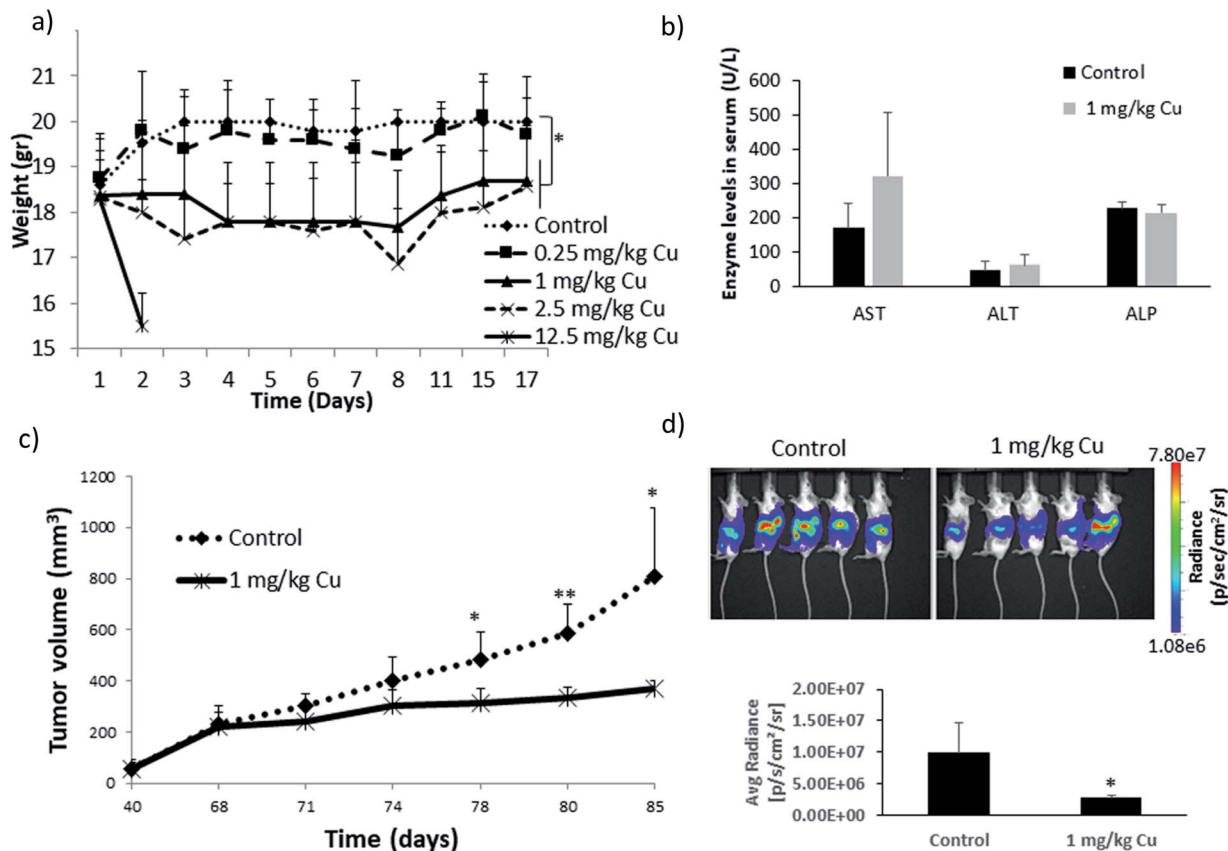 a)
21
20
19
18
17
16
15
Weight (gr)
*
Control
0.25 mg/kg Cu
1 mg/kg Cu
2.5 mg/kg Cu
12.5 mg/kg Cu
1 2 3 4 5 6 7 8 11 15 17
Time (Days)
b)
600
500
400
300
200
100
0
Enzyme levels in serum (U/L)
Control
1 mg/kg Cu
AST ALT ALP
c)
1200
1000
800
600
400
200
0
Tumor volume (mm³)
Control
1 mg/kg Cu
*
**
*
40 68 71 74 78 80 85
Time (days)
d)
Control 1 mg/kg Cu
7.80e7
Radiance
(p/sec/cm²/sr)
1.08e6
2.00E+07
1.50E+07
1.00E+07
5.00E+06
0.00E+00
Avg Radiance
[p/s/cm²/sr]
*
Control 1 mg/kg Cu